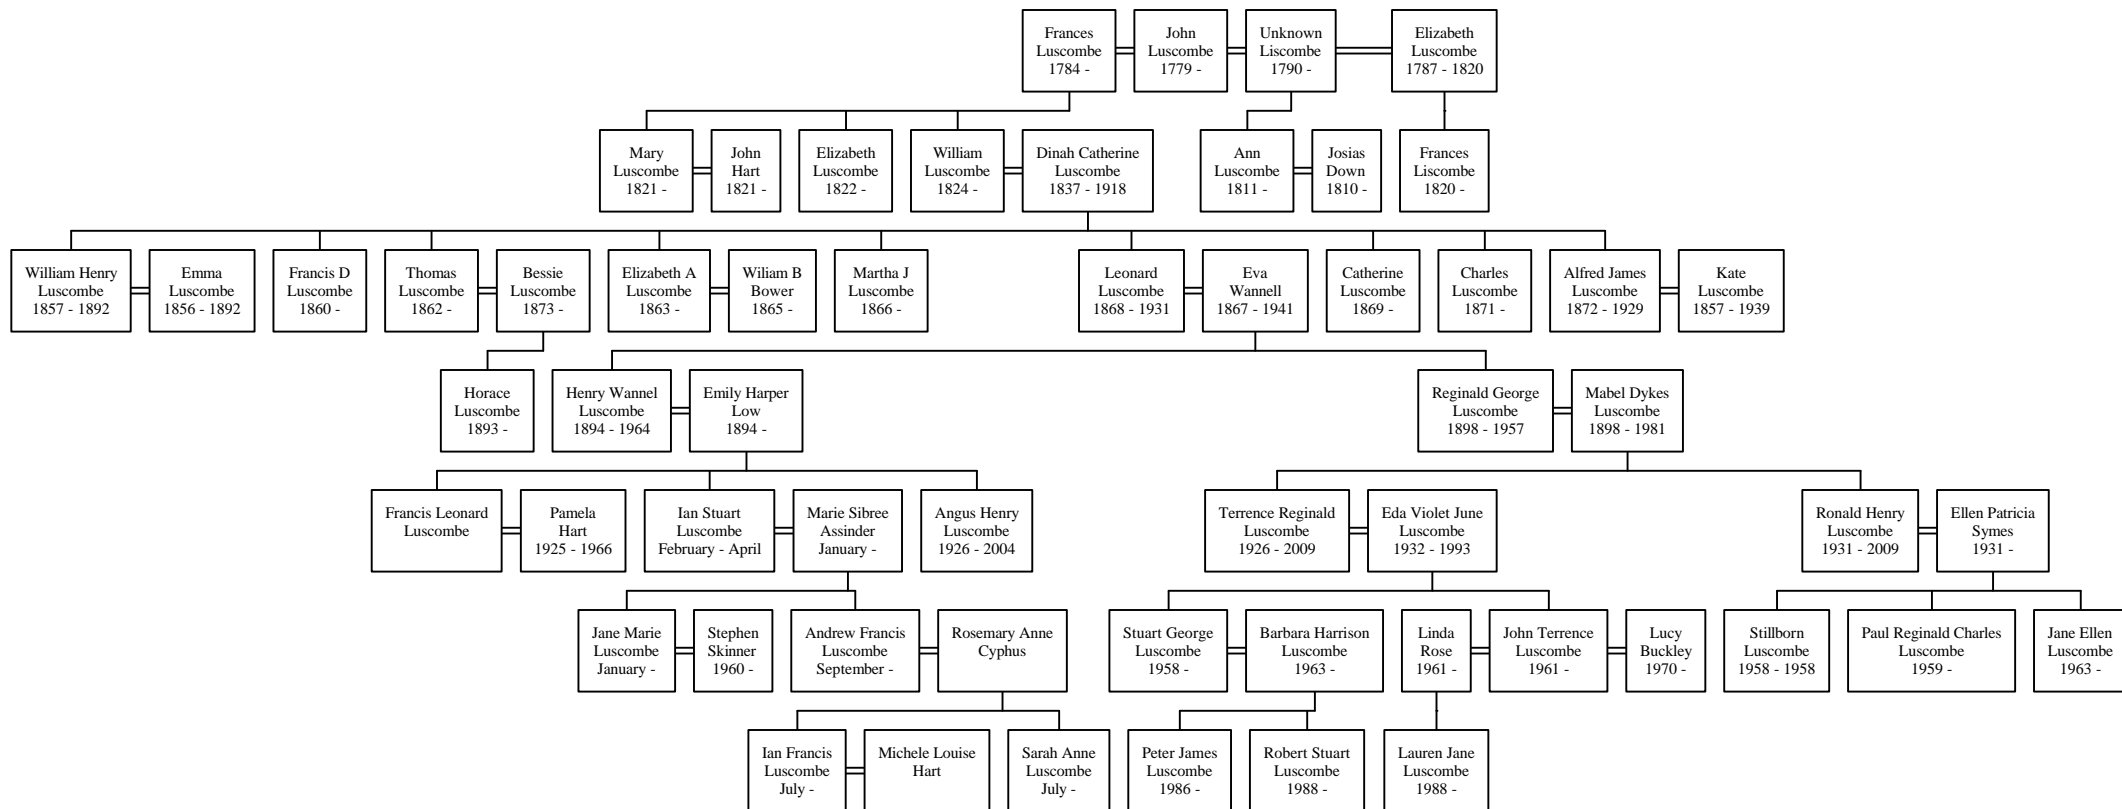 Frances
Luscombe
1784 -
John
Luscombe
1779 -
Unknown
Liscombe
1790 -
Elizabeth
Luscombe
1787 - 1820
Mary
Luscombe
1821 -
John
Hart
1821 -
Elizabeth
Luscombe
1822 -
William
Luscombe
1824 -
Dinah Catherine
Luscombe
1837 - 1918
Ann
Luscombe
1811 -
Josias
Down
1810 -
Frances
Liscombe
1820 -
William Henry
Luscombe
1857 - 1892
Emma
Luscombe
1856 - 1892
Francis D
Luscombe
1860 -
Thomas
Luscombe
1862 -
Bessie
Luscombe
1873 -
Elizabeth A
Luscombe
1863 -
Wiliam B
Bower
1865 -
Martha J
Luscombe
1866 -
Leonard
Luscombe
1868 - 1931
Eva
Wannell
1867 - 1941
Catherine
Luscombe
1869 -
Charles
Luscombe
1871 -
Alfred James
Luscombe
1872 - 1929
Kate
Luscombe
1857 - 1939
Horace
Luscombe
1893 -
Henry Wannel
Luscombe
1894 - 1964
Emily Harper
Low
1894 -
Reginald George
Luscombe
1898 - 1957
Mabel Dykes
Luscombe
1898 - 1981
Francis Leonard
Luscombe
Pamela
Hart
1925 - 1966
Ian Stuart
Luscombe
February - April
Marie Sibree
Assinder
January -
Angus Henry
Luscombe
1926 - 2004
Terrence Reginald
Luscombe
1926 - 2009
Eda Violet June
Luscombe
1932 - 1993
Ronald Henry
Luscombe
1931 - 2009
Ellen Patricia
Symes
1931 -
Jane Marie
Luscombe
January -
Stephen
Skinner
1960 -
Andrew Francis
Luscombe
September -
Rosemary Anne
Cyphus
Stuart George
Luscombe
1958 -
Barbara Harrison
Luscombe
1963 -
Linda
Rose
1961 -
John Terrence
Luscombe
1961 -
Lucy
Buckley
1970 -
Stillborn
Luscombe
1958 - 1958
Paul Reginald Charles
Luscombe
1959 -
Jane Ellen
Luscombe
1963 -
Ian Francis
Luscombe
July -
Michele Louise
Hart
Sarah Anne
Luscombe
July -
Peter James
Luscombe
1986 -
Robert Stuart
Luscombe
1988 -
Lauren Jane
Luscombe
1988 -